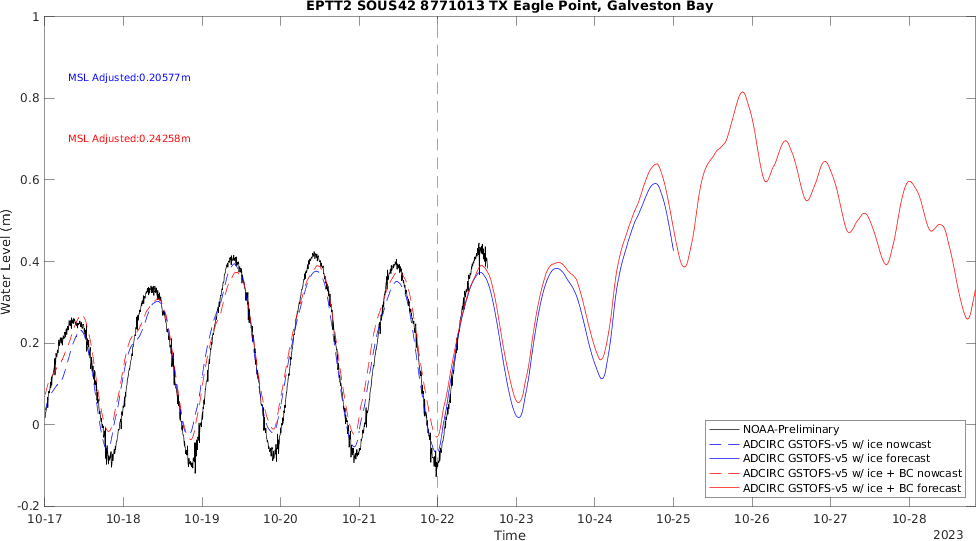 EPTT2 SOUS42 8771013 TX Eagle Point, Galveston Bay
1
MSL Adjusted:0.20577m
0.8
MSL Adjusted:0.24258m
0.6
Water Level (m)
0.4
0.2
0
NOAA-Preliminary
ADCIRC GSTOFS-v5 w/ ice nowcast
ADCIRC GSTOFS-v5 w/ ice forecast
ADCIRC GSTOFS-v5 w/ ice + BC nowcast
ADCIRC GSTOFS-v5 w/ ice + BC forecast
-0.2
10-17 10-18 10-19 10-20 10-21 10-22 10-23 10-24 10-25 10-26 10-27 10-28
Time
2023